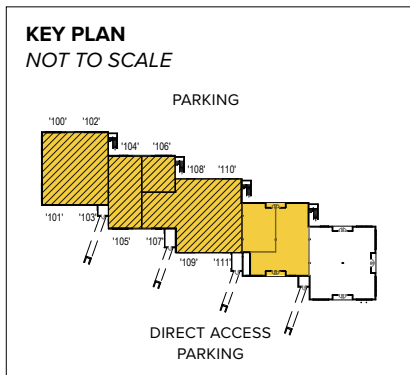 KEY PLAN
NOT TO SCALE
PARKING
'100' '102'
'104' '106'
'108' '110'
'101' '103'
'105' '107'
'109' '111'
DIRECT ACCESS
PARKING